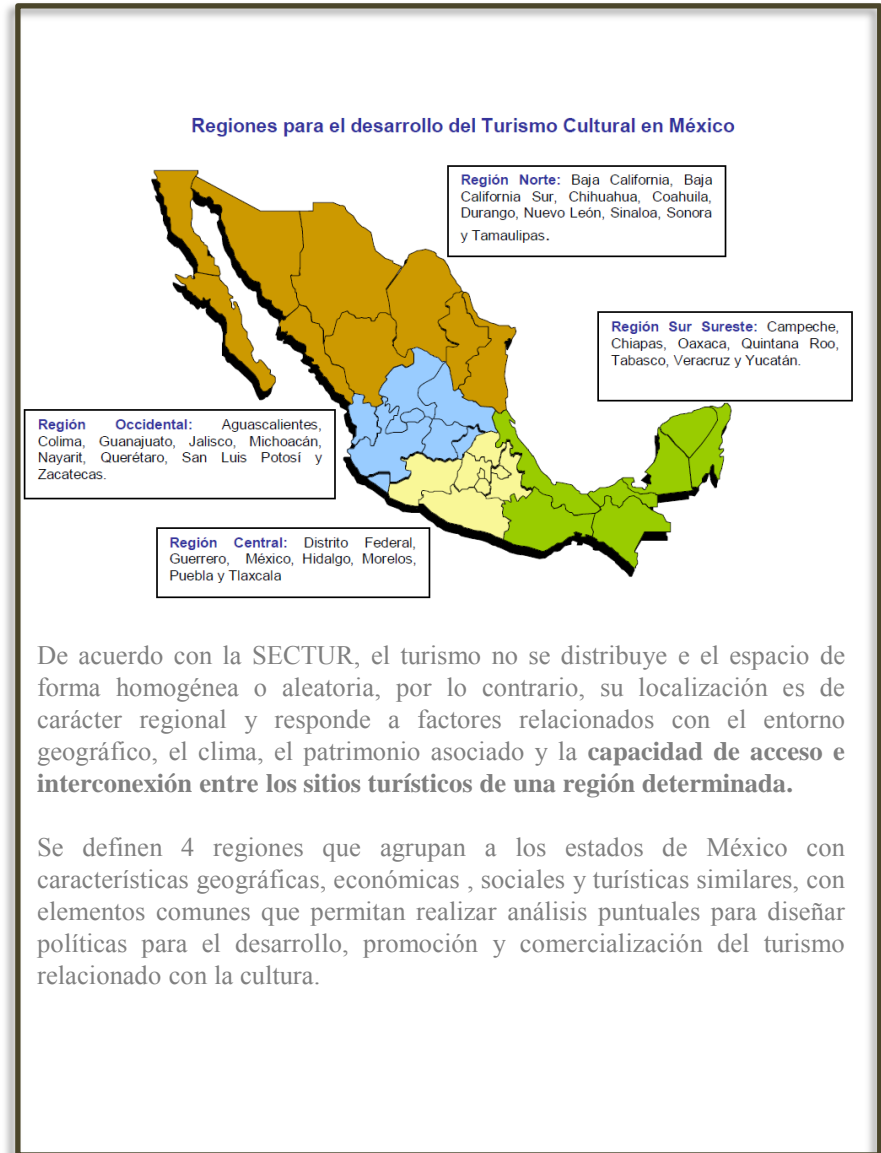 Regiones para el desarrollo del Turismo Cultural en México
Región Norte: Baja California, Baja
California Sur, Chihuahua, Coahuila,
Durango, Nuevo León, Sinaloa, Sonora
y Tamaulipas.
Región Sur Sureste: Campeche,
Chiapas, Oaxaca, Quintana Roo,
Tabasco, Veracruz y Yucatán.
Región Occidental: Aguascalientes,
Colima, Guanajuato, Jalisco, Michoacán,
Nayarit, Querétaro, San Luis Potosí y
Zacatecas.
Región Central: Distrito Federal,
Guerrero, México, Hidalgo, Morelos,
Puebla y Tlaxcala
De acuerdo con la SECTUR, el turismo no se distribuye e el espacio de
forma homogénea o aleatoria, por lo contrario, su localización es de
carácter regional y responde a factores relacionados con el entorno
geográfico, el clima, el patrimonio asociado y la capacidad de acceso e
interconexión entre los sitios turísticos de una región determinada.
Se definen 4 regiones que agrupan a los estados de México con
características geográficas, económicas , sociales y turísticas similares, con
elementos comunes que permitan realizar análisis puntuales para diseñar
políticas para el desarrollo, promoción y comercialización del turismo
relacionado con la cultura.